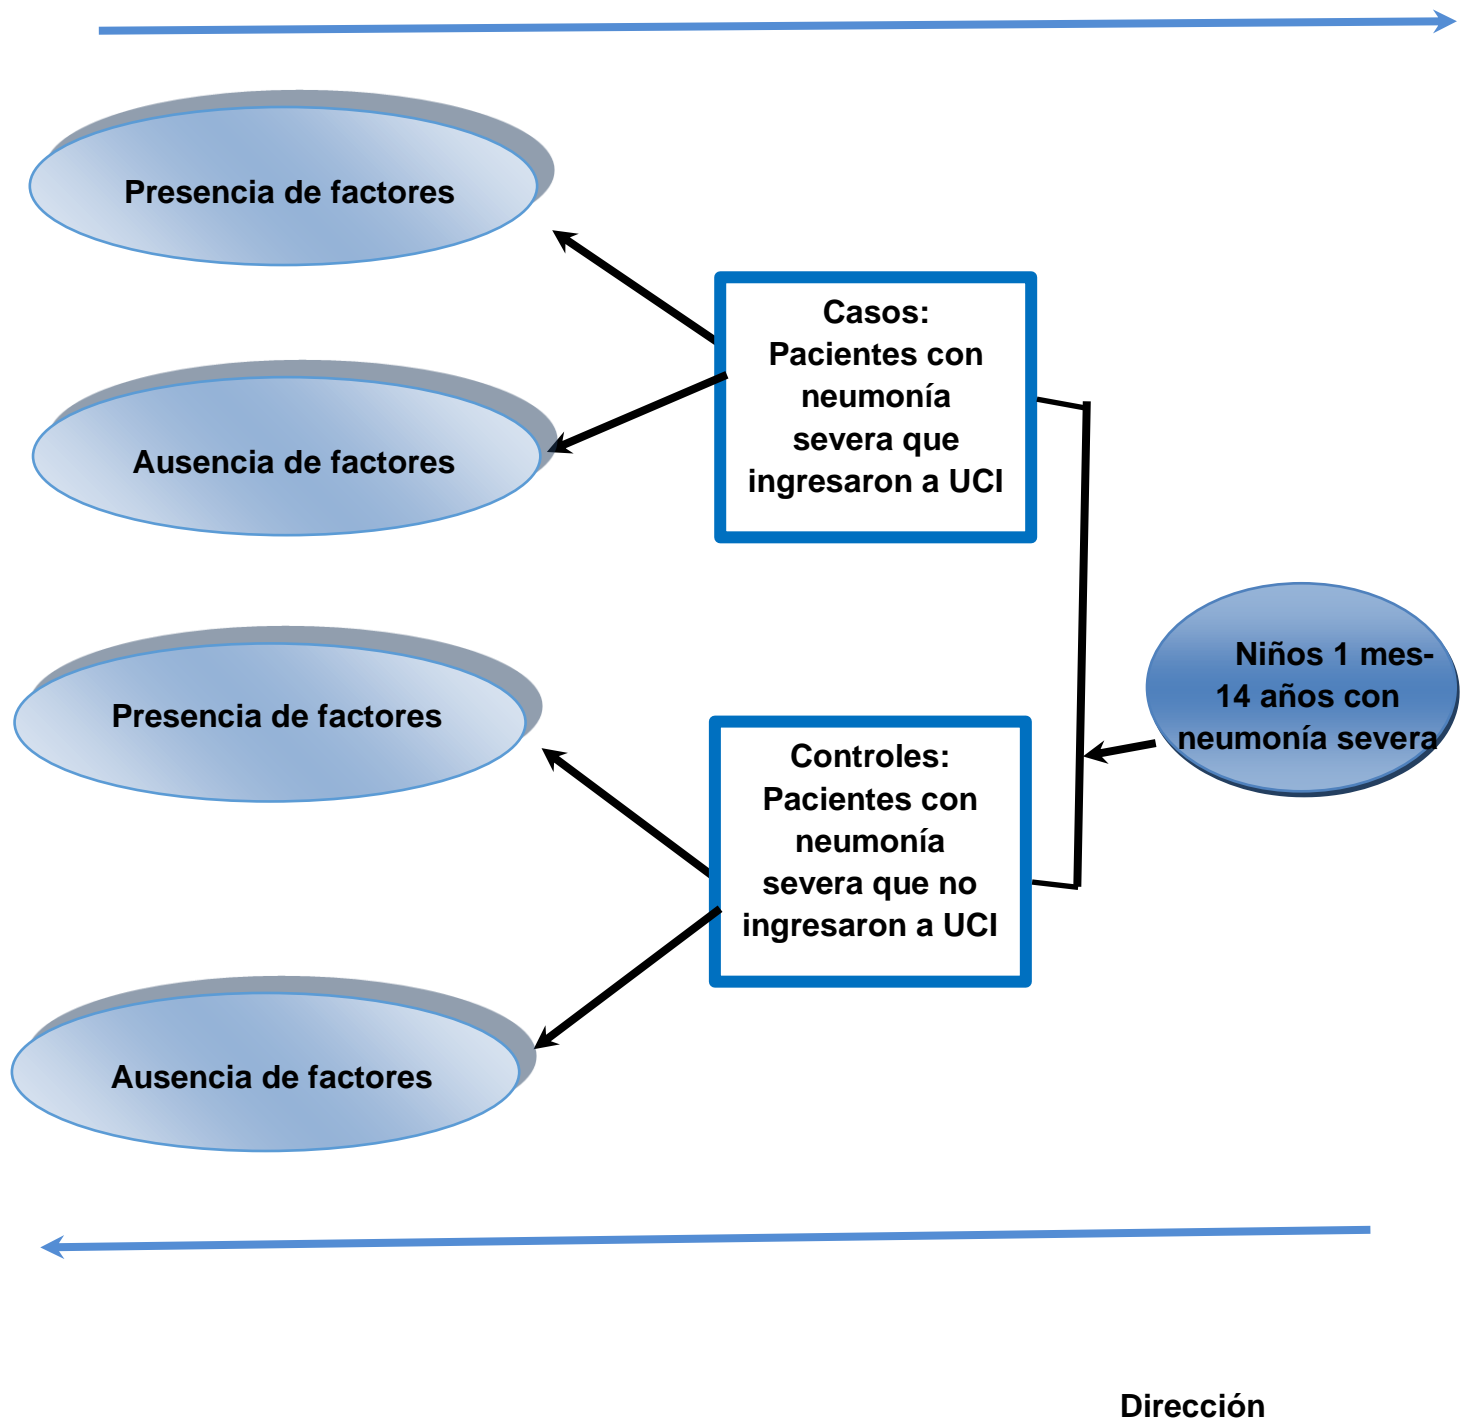 Presencia de factores
Casos:
Pacientes con
neumonía
severa que
ingresaron a UCI
Ausencia de factores
Niños 1 mes-
14 años con
neumonía severa
Presencia de factores
Controles:
Pacientes con
neumonía
severa que no
ingresaron a UCI
Ausencia de factores
Dirección